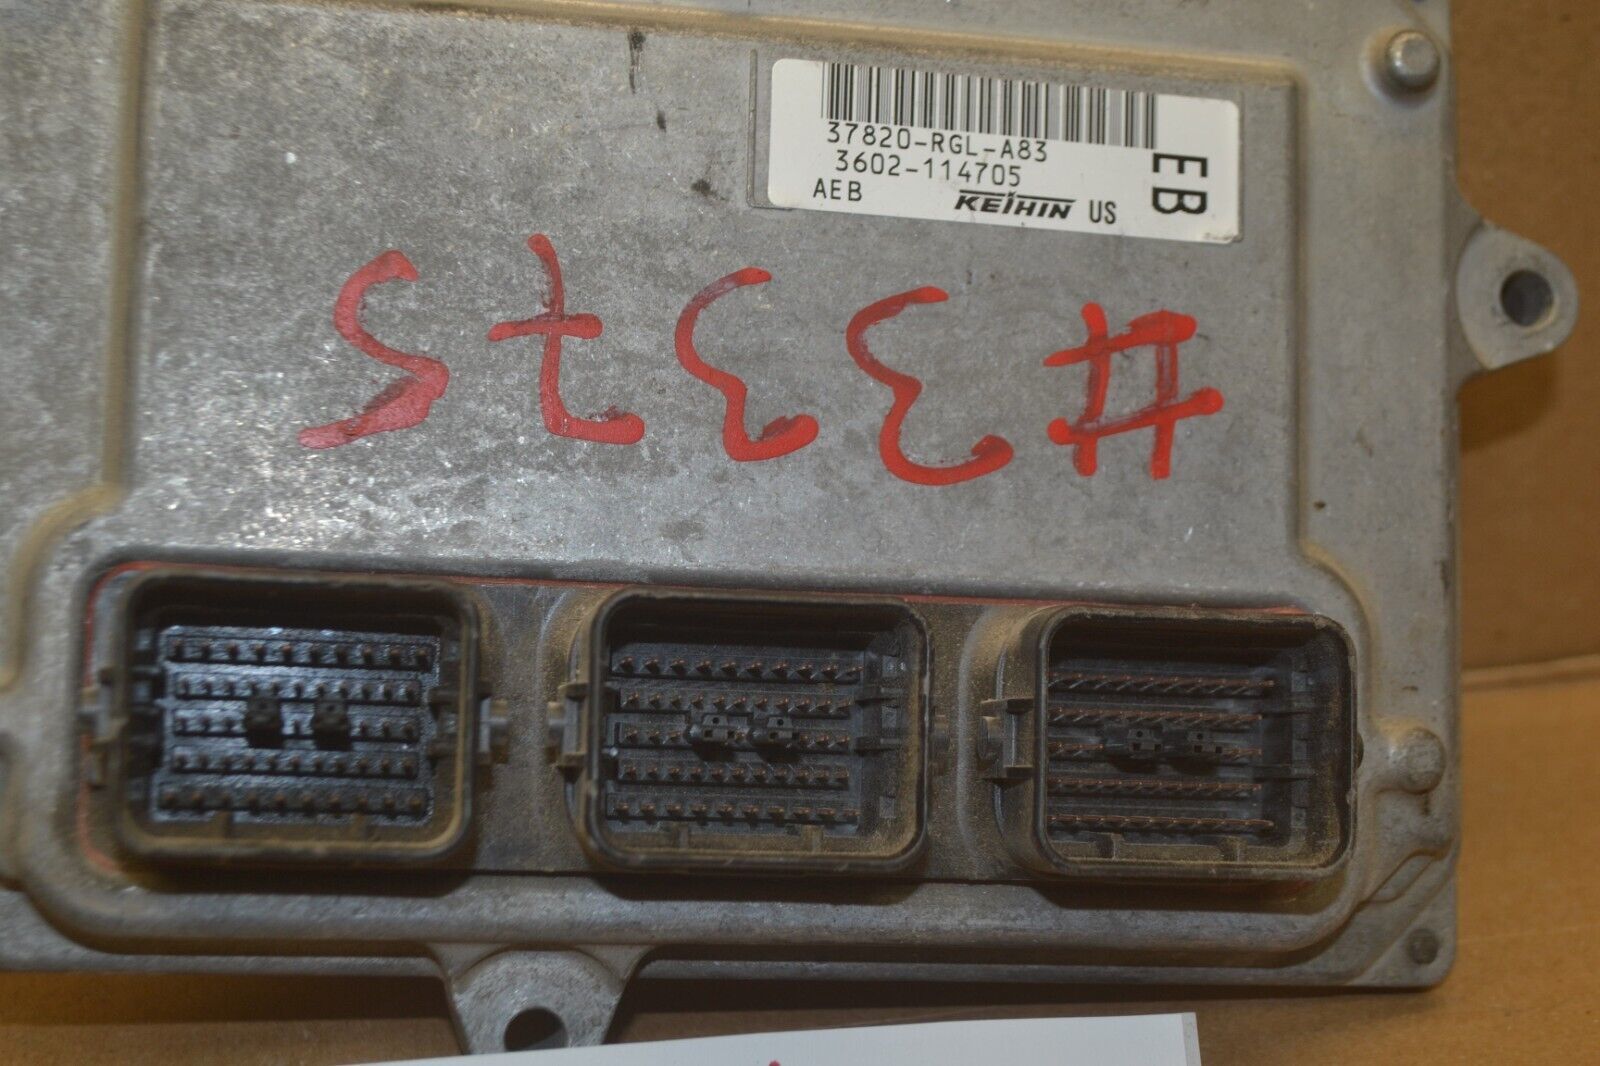 37820-RGL-A83
3602-114705
AEB KEIHIN US
EB
#3375